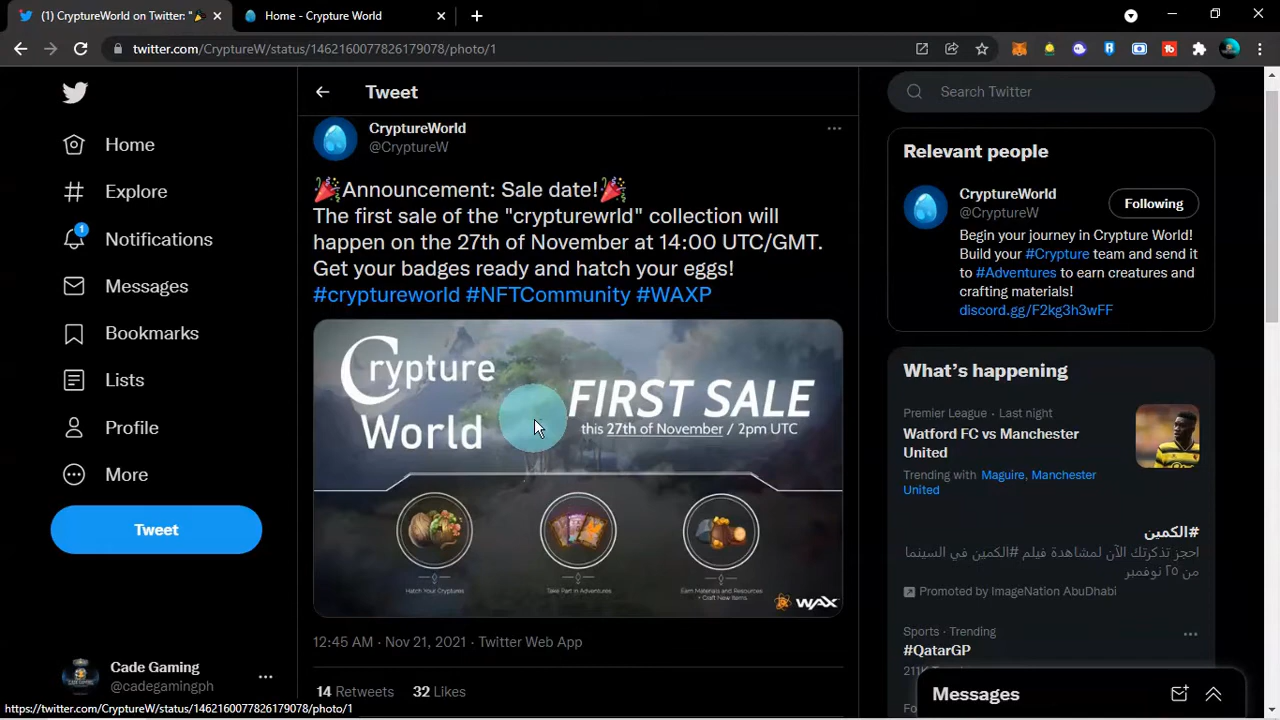 (1) CryptureWorld on Twitter: "🎉
Home - Crypture World
twitter.com/CryptureW/status/1462160077826179078/photo/1
Home
Explore
1
Notifications
Messages
Bookmarks
Lists
Profile
More
Tweet
Cade Gaming
@cadegamingph
Tweet
CryptureWorld
@CryptureW
🎉Announcement: Sale date!🎉
The first sale of the "crypturewrld" collection will
happen on the 27th of November at 14:00 UTC/GMT.
Get your badges ready and hatch your eggs!
#cryptureworld #NFTCommunity #WAXP
Crypture
World
FIRST SALE
this 27th of November / 2pm UTC
Hatch Your Cryptures
Take Part in Adventures
Earn Materials and Resources
+ Craft New Items
WAX
12:45 AM · Nov 21, 2021 · Twitter Web App
14 Retweets 32 Likes
Search Twitter
Relevant people
CryptureWorld
@CryptureW
Following
Begin your journey in Crypture World!
Build your #Crypture team and send it
to #Adventures to earn creatures and
crafting materials!
discord.gg/F2kg3h3wFF
What's happening
Premier League · Last night
Watford FC vs Manchester
United
Trending with Maguire, Manchester
United
#الكمين
احجز تذكرتك الآن لمشاهدة فيلم #الكمين في السينما
من ٢٥ نوفمبر
Promoted by ImageNation AbuDhabi
Sports · Trending
#QatarGP
Messages
https://twitter.com/CryptureW/status/1462160077826179078/photo/1